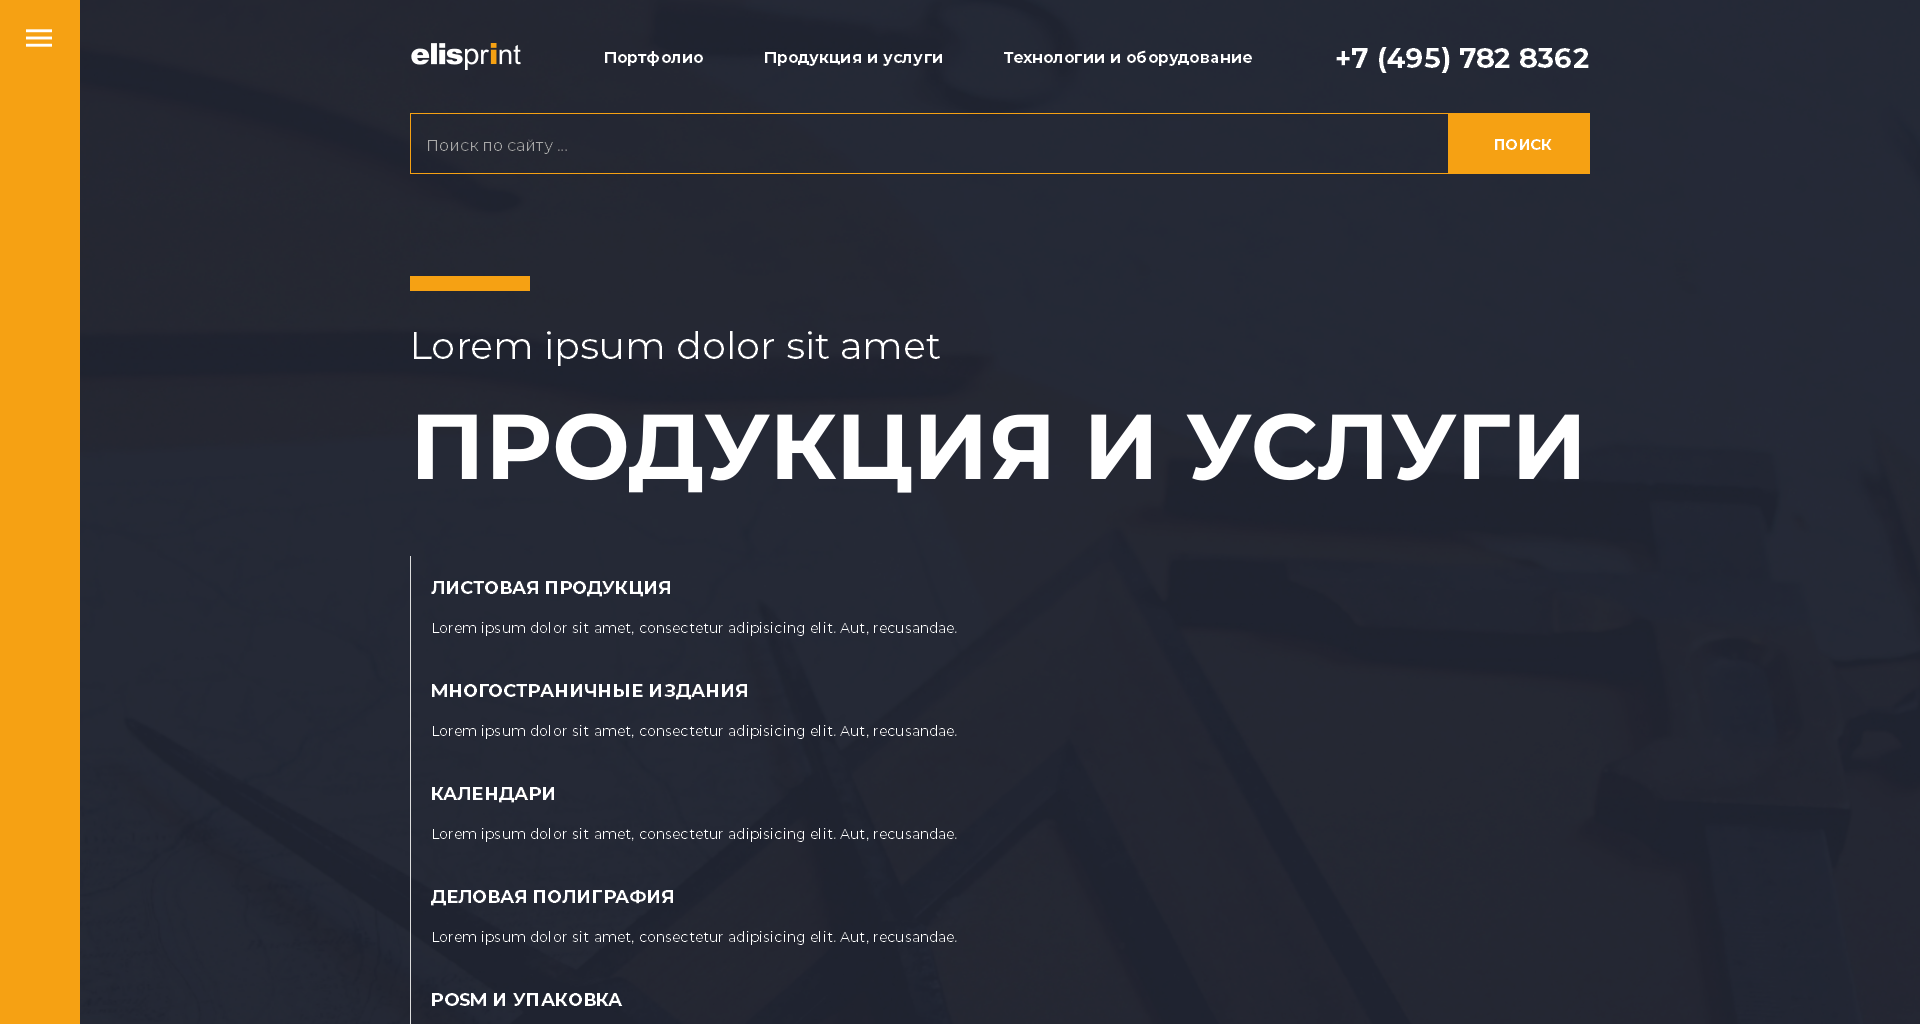 elisprint
Портфолио
Продукция и услуги
Технологии и оборудование
+7 (495) 782 8362
Поиск по сайту ...
ПОИСК
Lorem ipsum dolor sit amet
ПРОДУКЦИЯ И УСЛУГИ
ЛИСТОВАЯ ПРОДУКЦИЯ
Lorem ipsum dolor sit amet, consectetur adipisicing elit. Aut, recusandae.
МНОГОСТРАНИЧНЫЕ ИЗДАНИЯ
Lorem ipsum dolor sit amet, consectetur adipisicing elit. Aut, recusandae.
КАЛЕНДАРИ
Lorem ipsum dolor sit amet, consectetur adipisicing elit. Aut, recusandae.
ДЕЛОВАЯ ПОЛИГРАФИЯ
Lorem ipsum dolor sit amet, consectetur adipisicing elit. Aut, recusandae.
POSM И УПАКОВКА